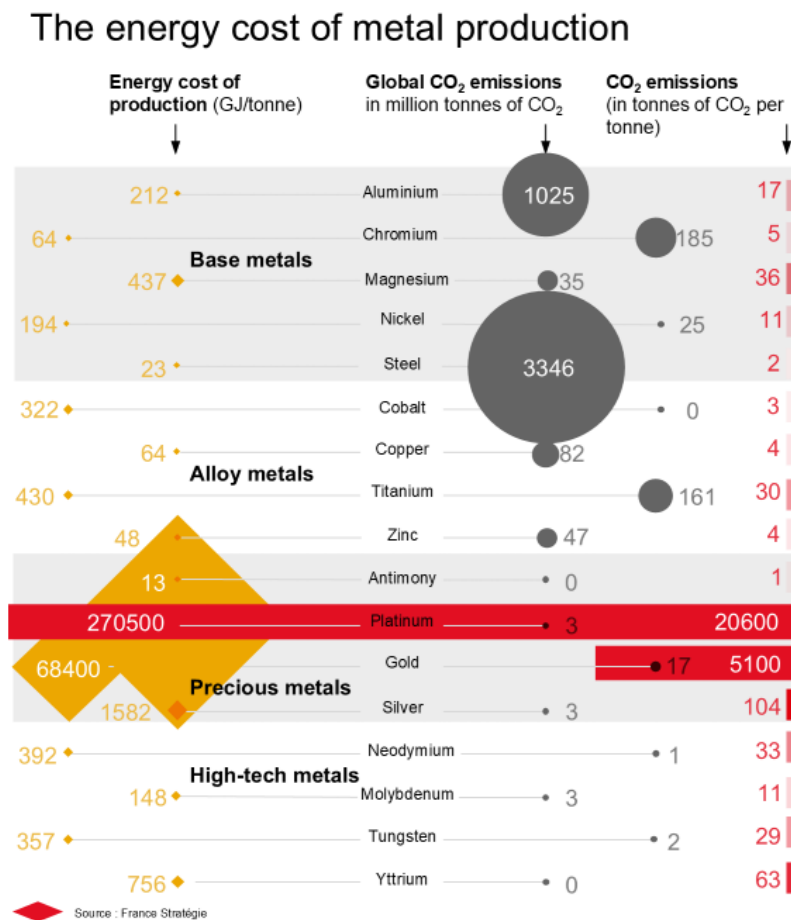 The energy cost of metal production
Energy cost of
production (GJ/tonne)
Global CO₂ emissions
in million tonnes of CO₂
CO₂ emissions
(in tonnes of CO₂ per
tonne)
212 Aluminium 1025 17
64 Chromium 185 5
Base metals
437 Magnesium 35 36
194 Nickel 25 11
23 Steel 3346 2
322 Cobalt 0 3
64 Copper 82 4
Alloy metals
430 Titanium 161 30
48 Zinc 47 4
13 Antimony 0 1
270500 Platinum 3 20600
68400 Gold 17 5100
Precious metals
1582 Silver 3 104
392 Neodymium 1 33
High-tech metals
148 Molybdenum 3 11
357 Tungsten 2 29
756 Yttrium 0 63
Source : France Stratégie